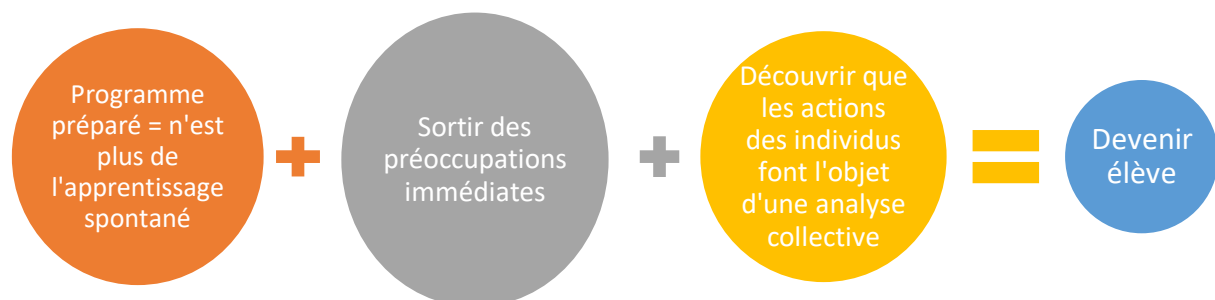 Programme
préparé = n'est
plus de
l'apprentissage
spontané
Sortir des
préoccupations
immédiates
Découvrir que
les actions
des individus
font l'objet
d'une analyse
collective
Devenir
élève